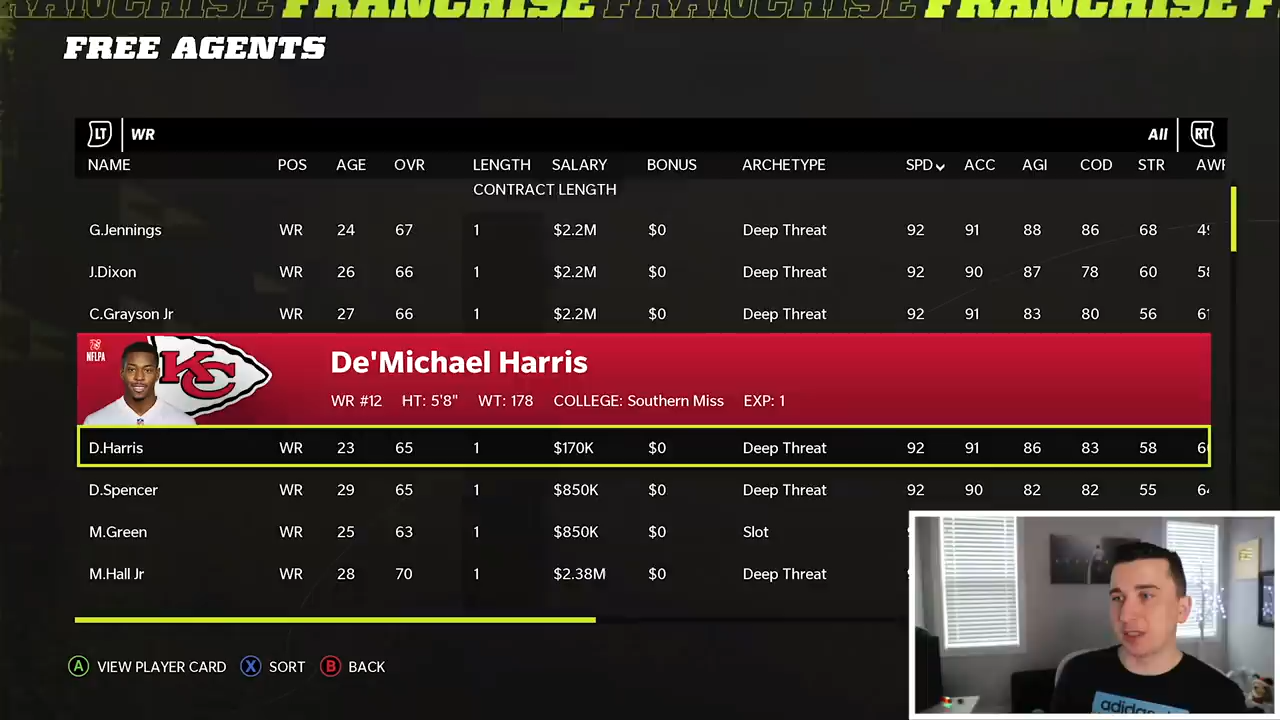 FRANCHISE FRANCHISE FRANCHISE
FREE AGENTS
LT WR All RT
NAME POS AGE OVR LENGTH SALARY BONUS ARCHETYPE SPD ACC AGI COD STR AWR
CONTRACT LENGTH
G.Jennings WR 24 67 1 $2.2M $0 Deep Threat 92 91 88 86 68 49
J.Dixon WR 26 66 1 $2.2M $0 Deep Threat 92 90 87 78 60 58
C.Grayson Jr WR 27 66 1 $2.2M $0 Deep Threat 92 91 83 80 56 61
NFLPA KC De'Michael Harris
WR #12 HT: 5'8" WT: 178 COLLEGE: Southern Miss EXP: 1
D.Harris WR 23 65 1 $170K $0 Deep Threat 92 91 86 83 58
D.Spencer WR 29 65 1 $850K $0 Deep Threat 92 90 82 82 55 64
M.Green WR 25 63 1 $850K $0 Slot
M.Hall Jr WR 28 70 1 $2.38M $0 Deep Threat
A VIEW PLAYER CARD X SORT B BACK
adidas